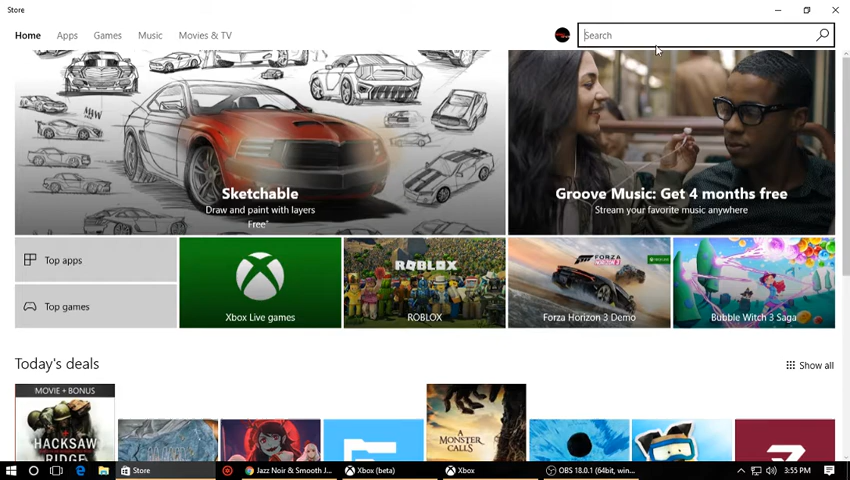 Store
Home Apps Games Music Movies & TV
Search
Sketchable
Draw and paint with layers
Free*
Groove Music: Get 4 months free
Stream your favorite music anywhere
Top apps
Top games
Xbox Live games
ROBLOX
ROBLOX
FORZA
HORIZON 3
Forza Horizon 3 Demo
Bubble Witch 3 Saga
Today's deals
Show all
MOVIE + BONUS
HACKSAW
RIDGE
A
MONSTER
CALLS
Store
Jazz Noir & Smooth J...
Xbox (beta)
Xbox
OBS 18.0.1 (64bit, win...
3:55 PM